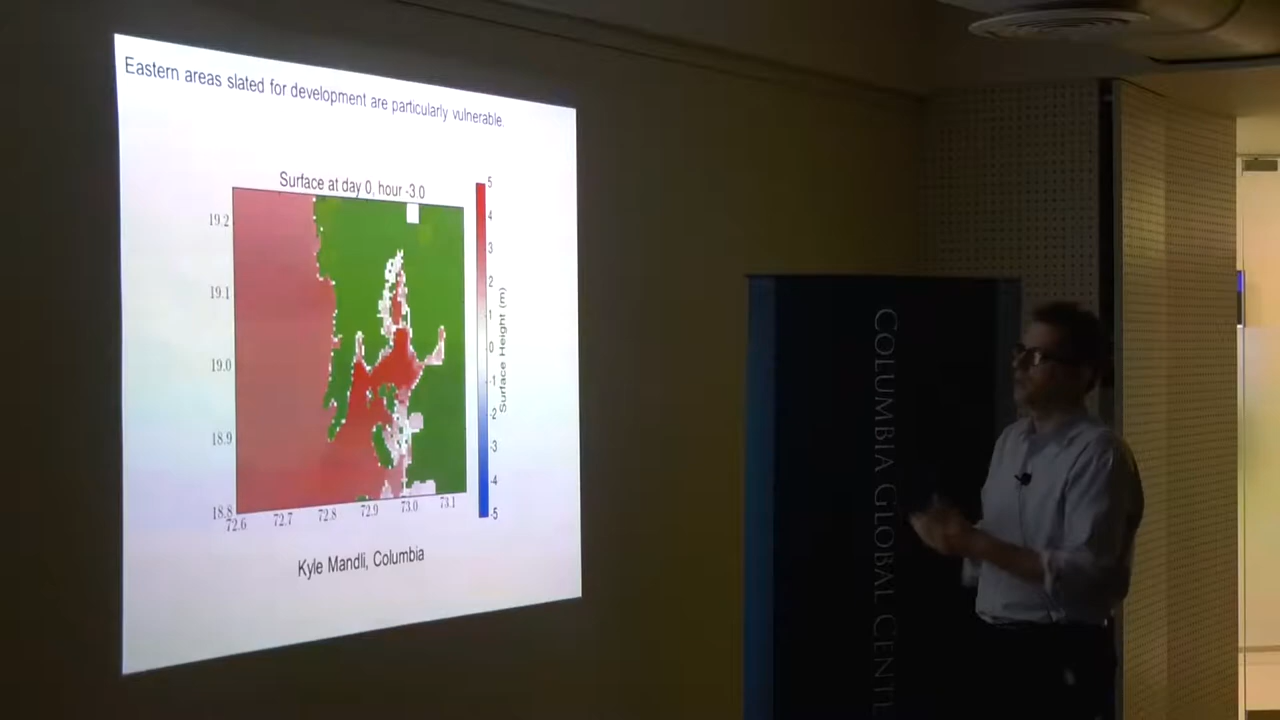 Eastern areas slated for development are particularly vulnerable.
Surface at day 0, hour -3.0
19.2
19.1
19.0
18.9
18.8
72.6 72.7 72.8 72.9 73.0 73.1
5
4
3
2
1
0
-1
-2
-3
-4
-5
Surface Height (m)
Kyle Mandli, Columbia
COLUMBIA GLOBAL CENT